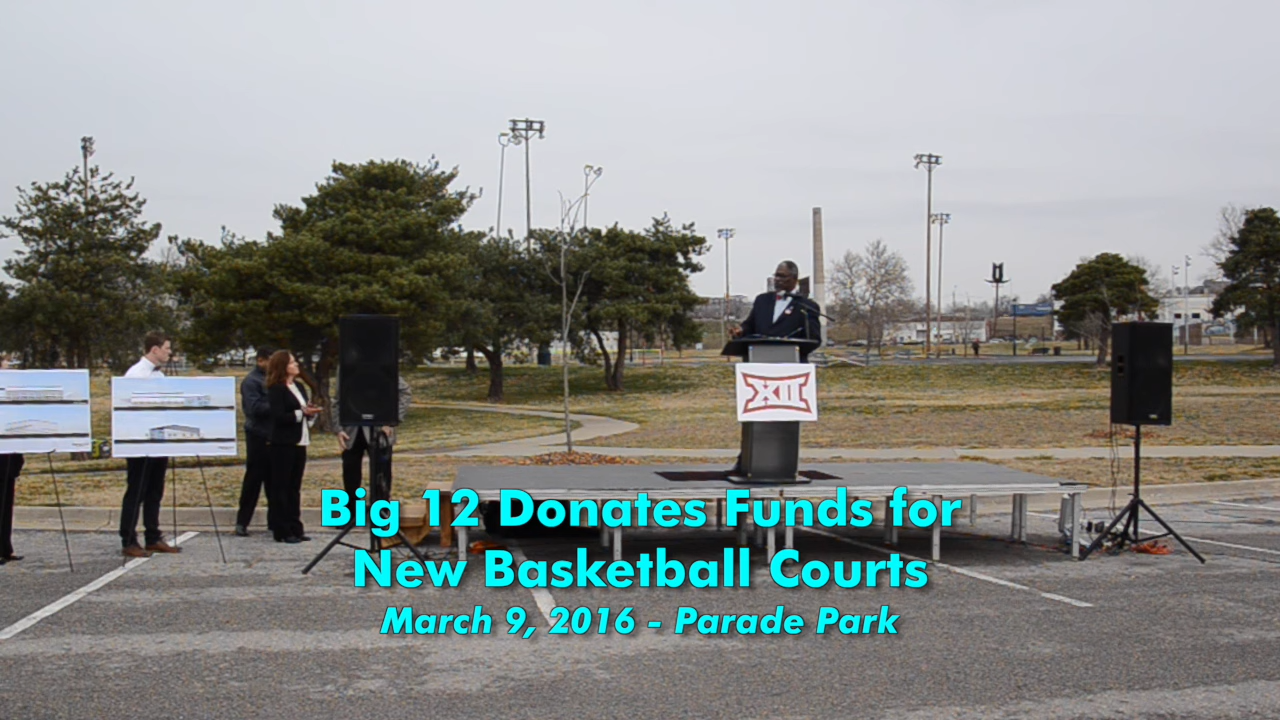 XII
Big 12 Donates Funds for
New Basketball Courts
March 9, 2016 - Parade Park